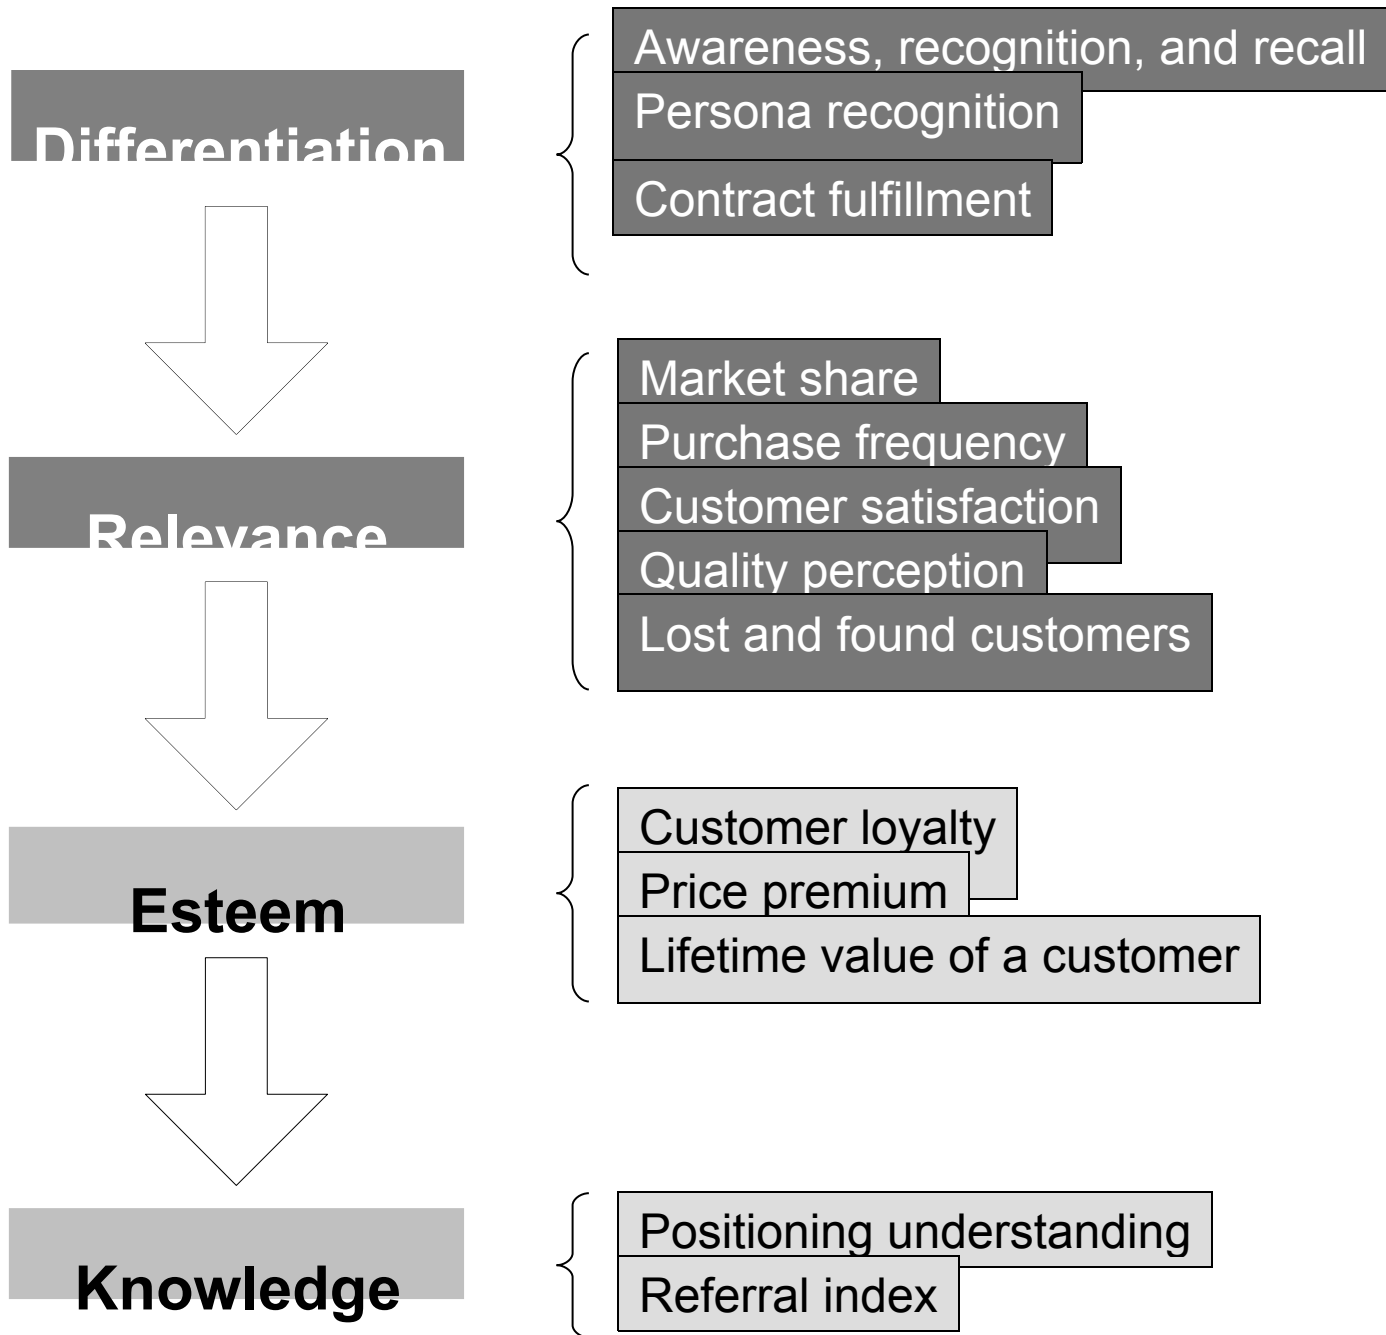 Differentiation
Awareness, recognition, and recall
Persona recognition
Contract fulfillment
Relevance
Market share
Purchase frequency
Customer satisfaction
Quality perception
Lost and found customers
Esteem
Customer loyalty
Price premium
Lifetime value of a customer
Knowledge
Positioning understanding
Referral index